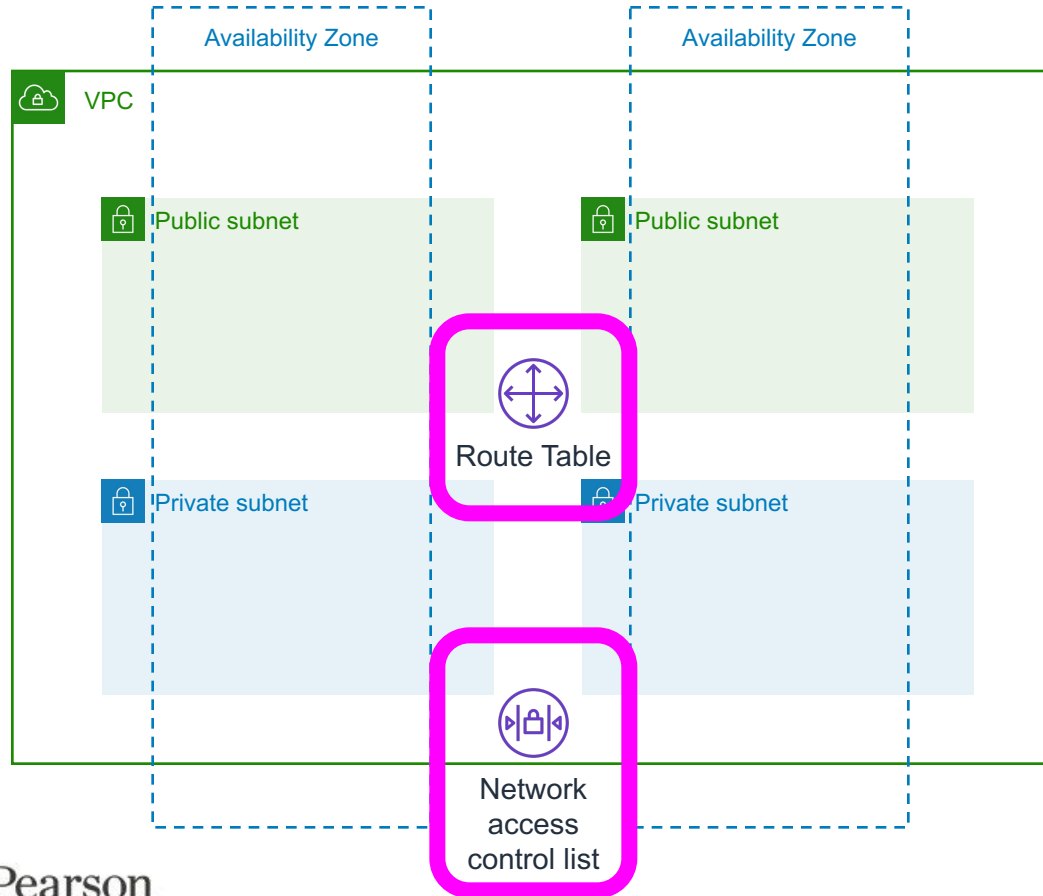 Availability Zone
Availability Zone
VPC
Public subnet
Public subnet
Route Table
Private subnet
Private subnet
Network
access
control list
Pearson